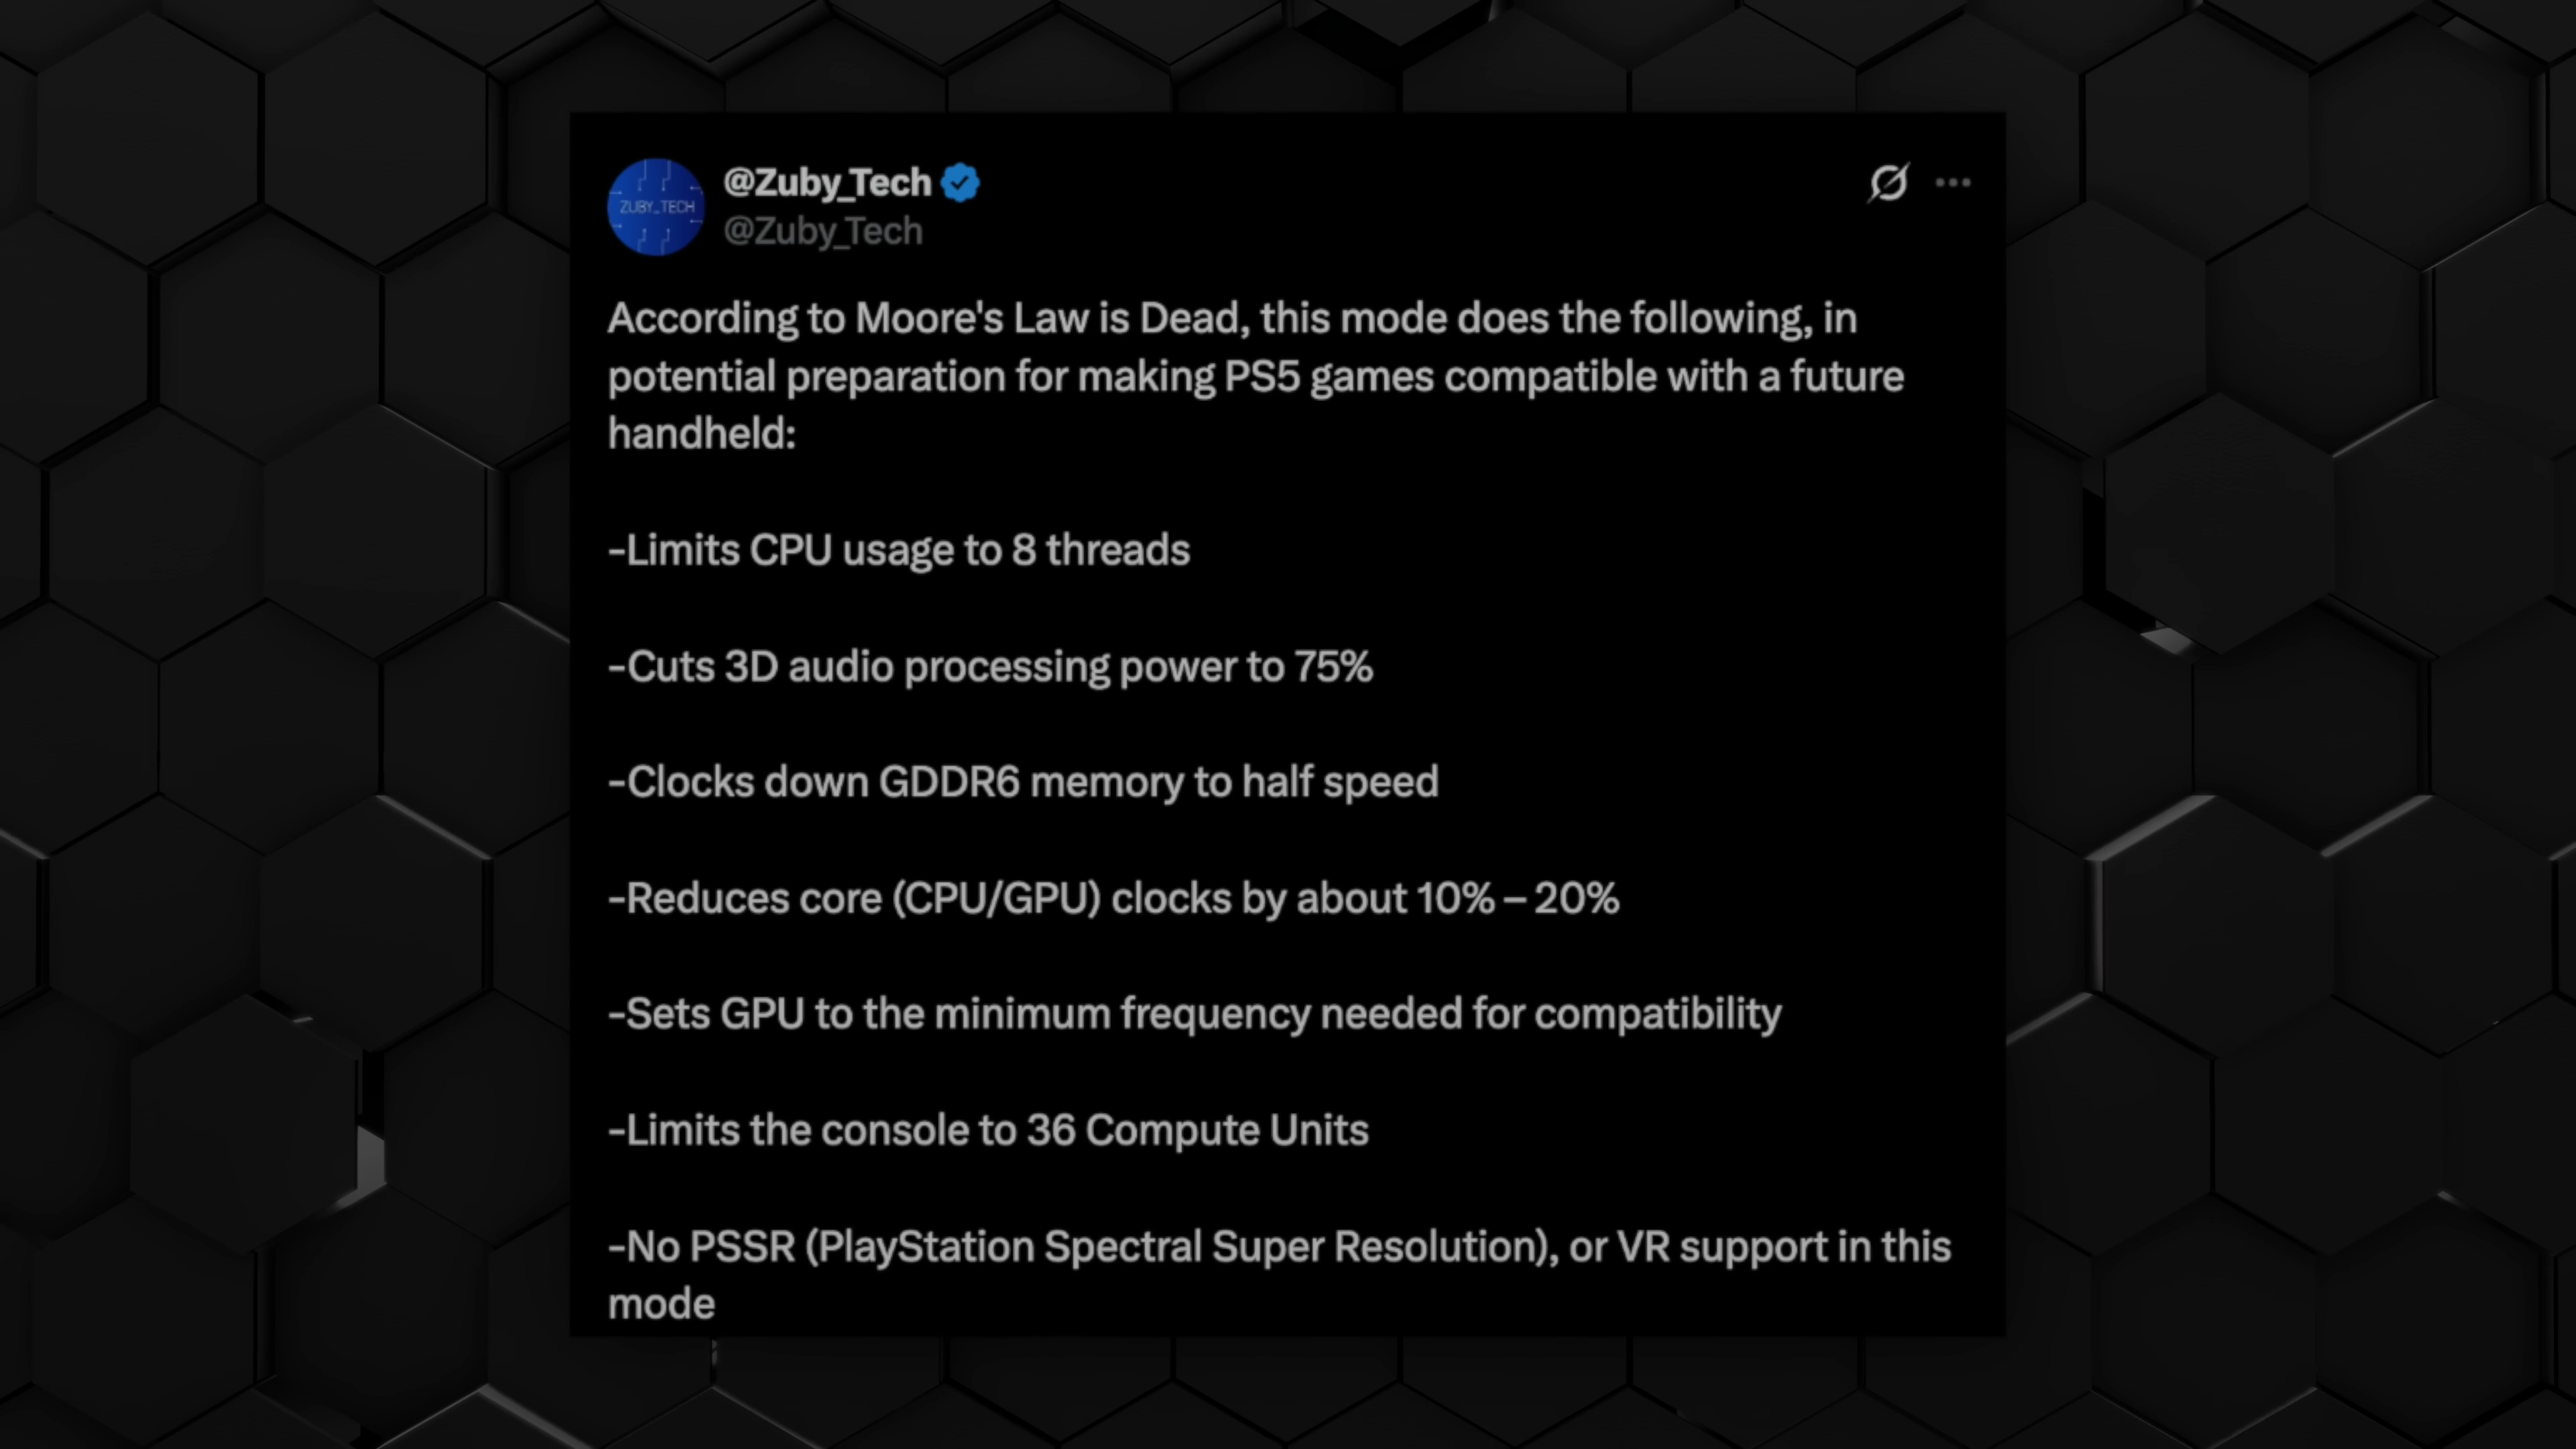 @Zuby_Tech
ZUBY_TECH
@Zuby_Tech
According to Moore's Law is Dead, this mode does the following, in
potential preparation for making PS5 games compatible with a future
handheld:
-Limits CPU usage to 8 threads
-Cuts 3D audio processing power to 75%
-Clocks down GDDR6 memory to half speed
-Reduces core (CPU/GPU) clocks by about 10% – 20%
-Sets GPU to the minimum frequency needed for compatibility
-Limits the console to 36 Compute Units
-No PSSR (PlayStation Spectral Super Resolution), or VR support in this
mode